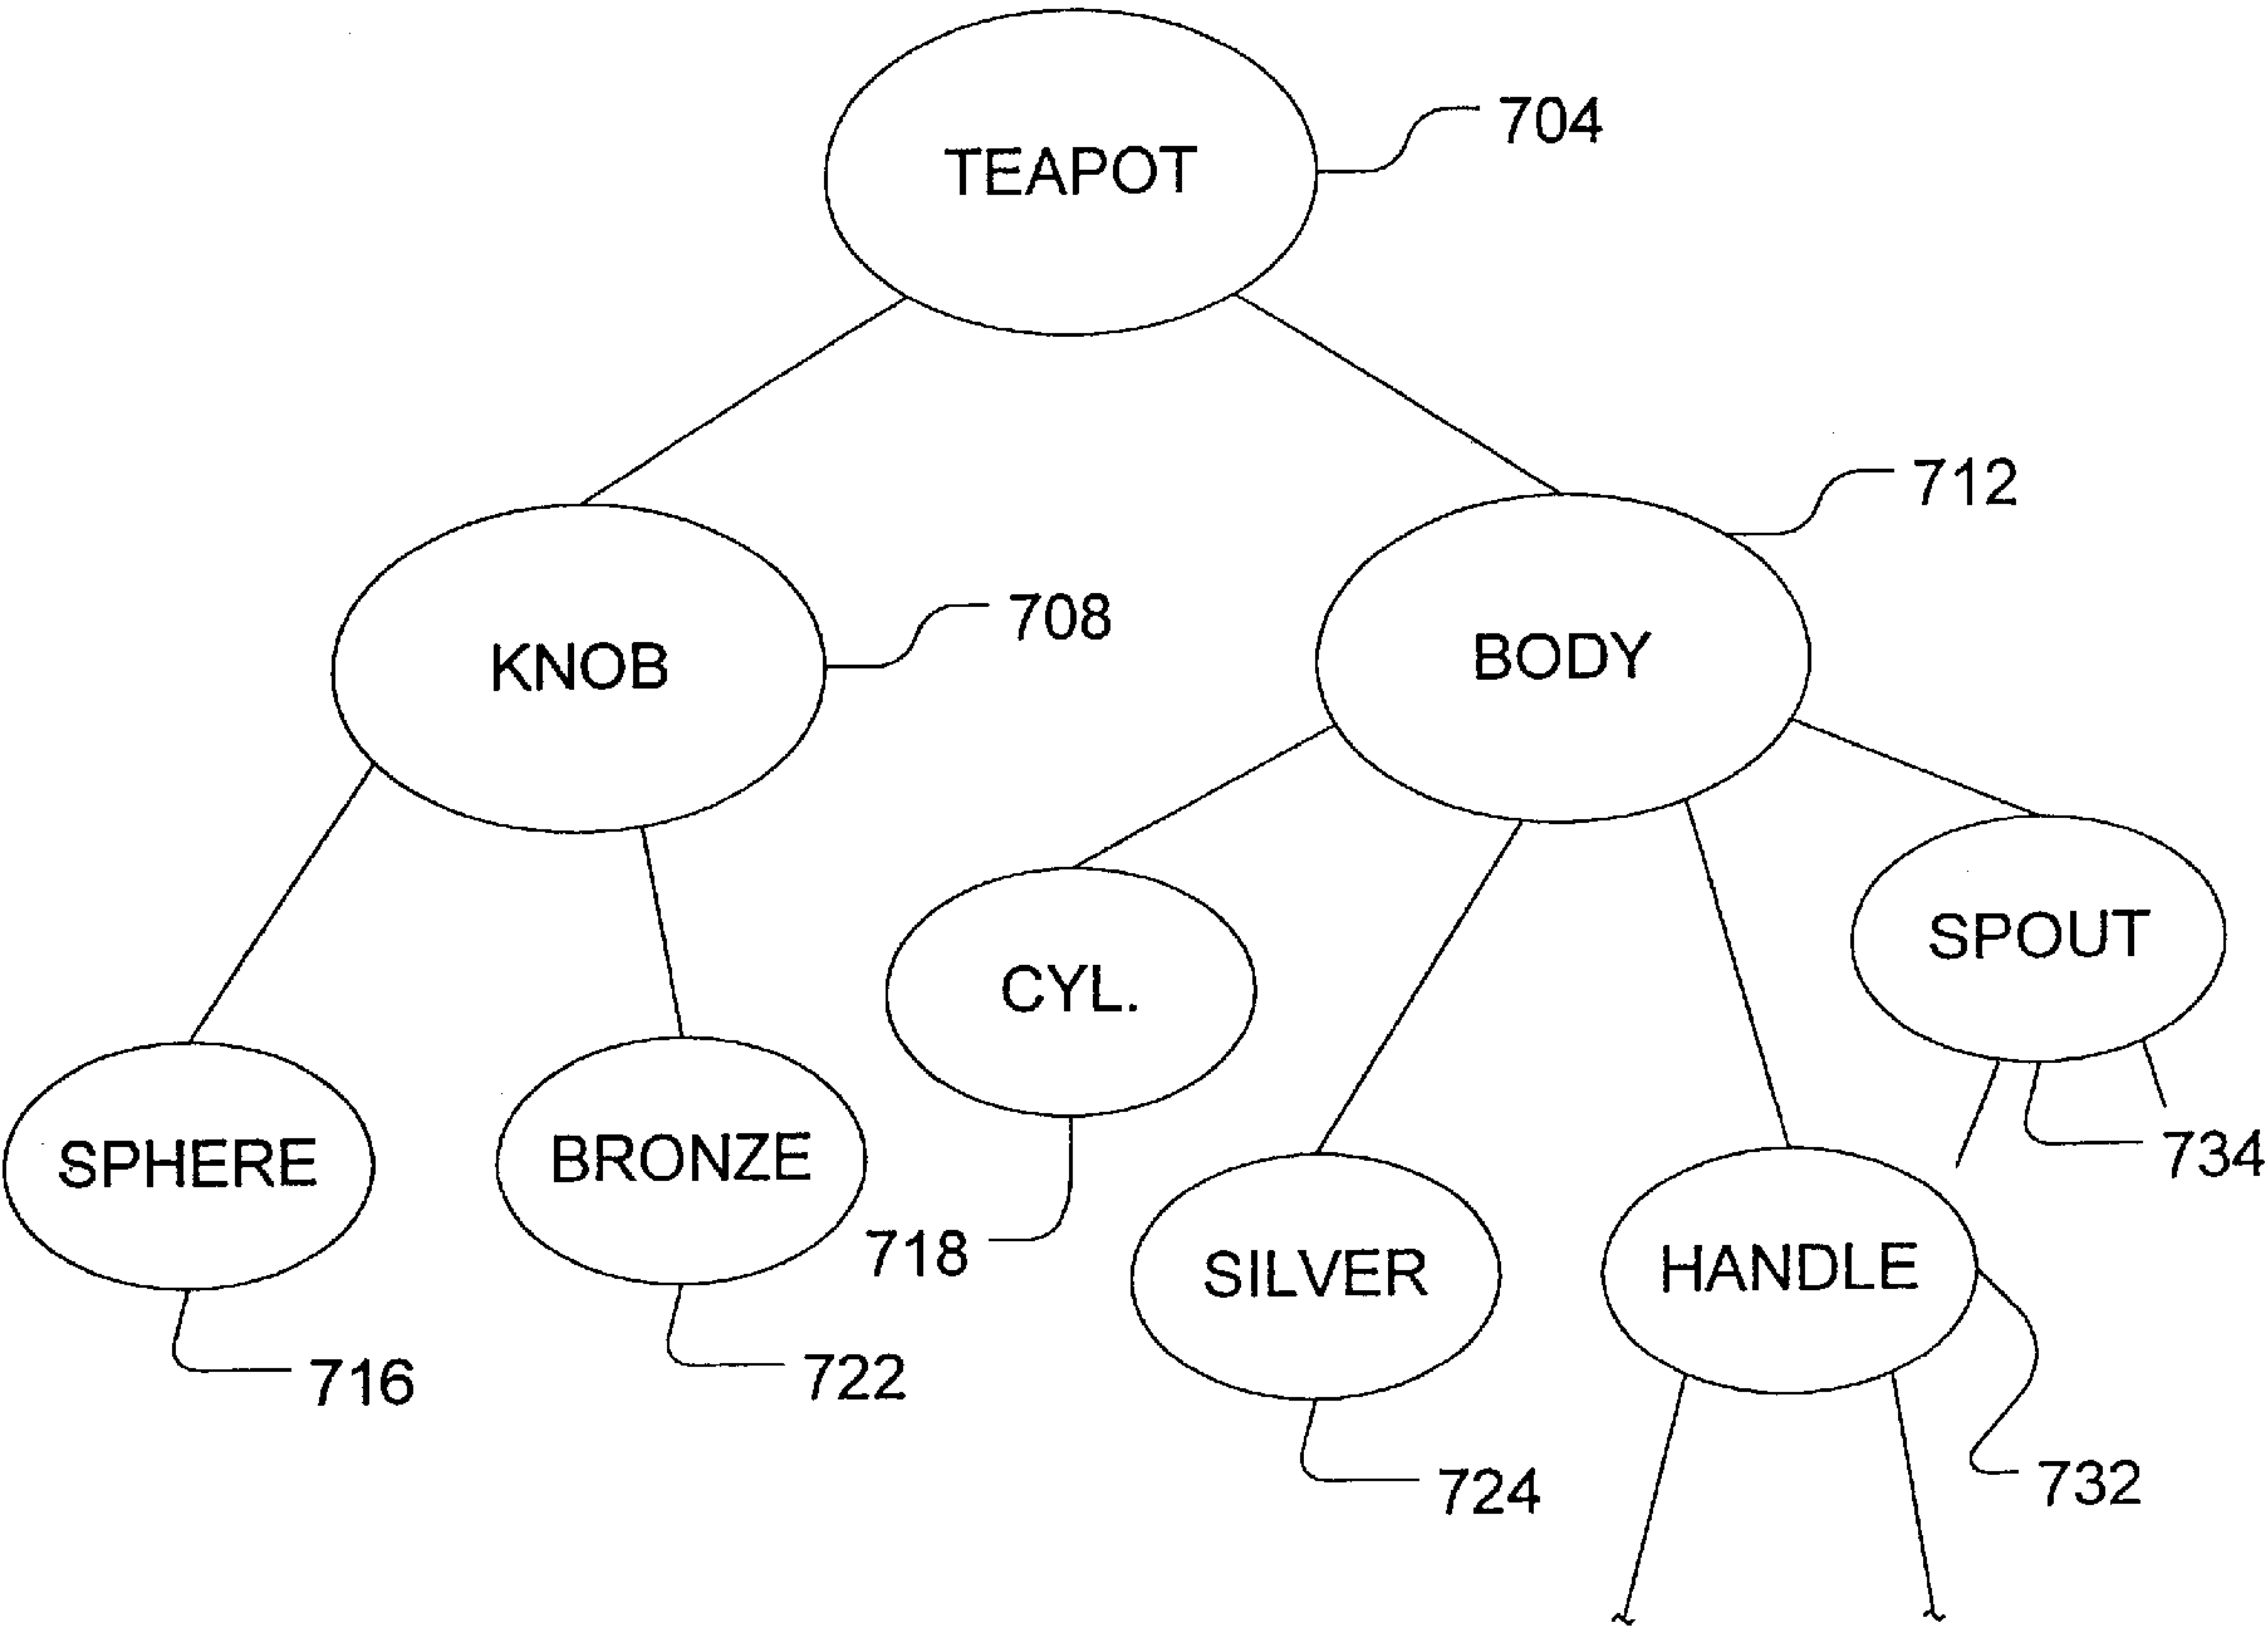 TEAPOT
704
712
KNOB
708
BODY
CYL.
SPOUT
SPHERE
BRONZE
734
718
SILVER
HANDLE
716
722
724
732